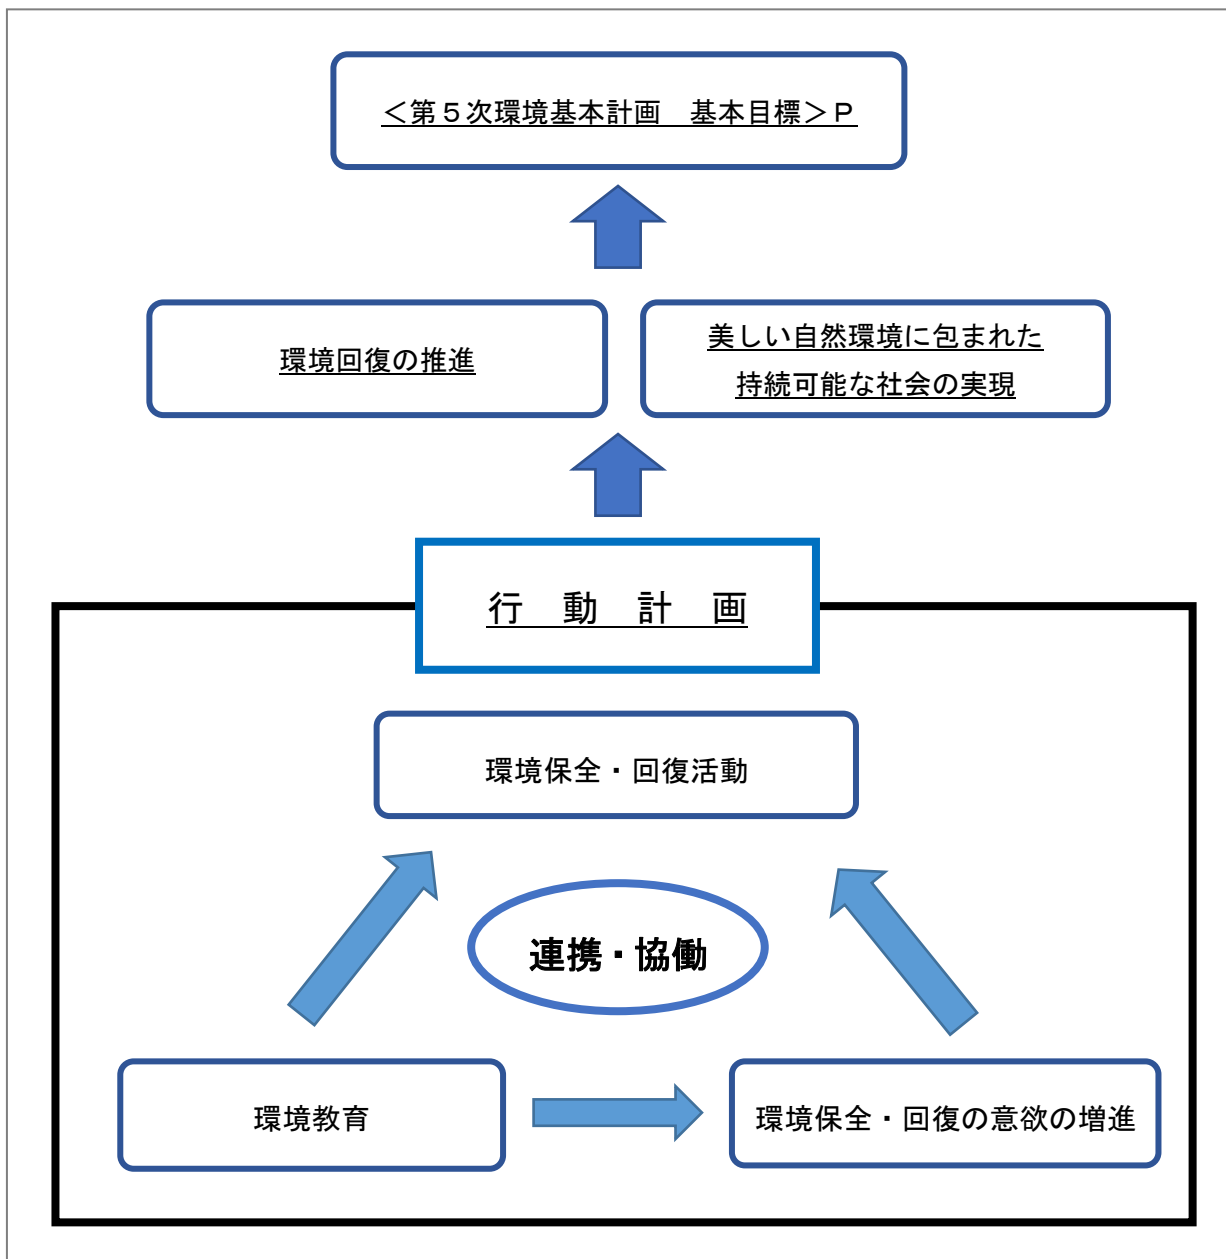 ＜第５次環境基本計画　基本目標＞Ｐ
環境回復の推進
美しい自然環境に包まれた
持続可能な社会の実現
行　動　計　画
環境保全・回復活動
連携・協働
環境教育
環境保全・回復の意欲の増進